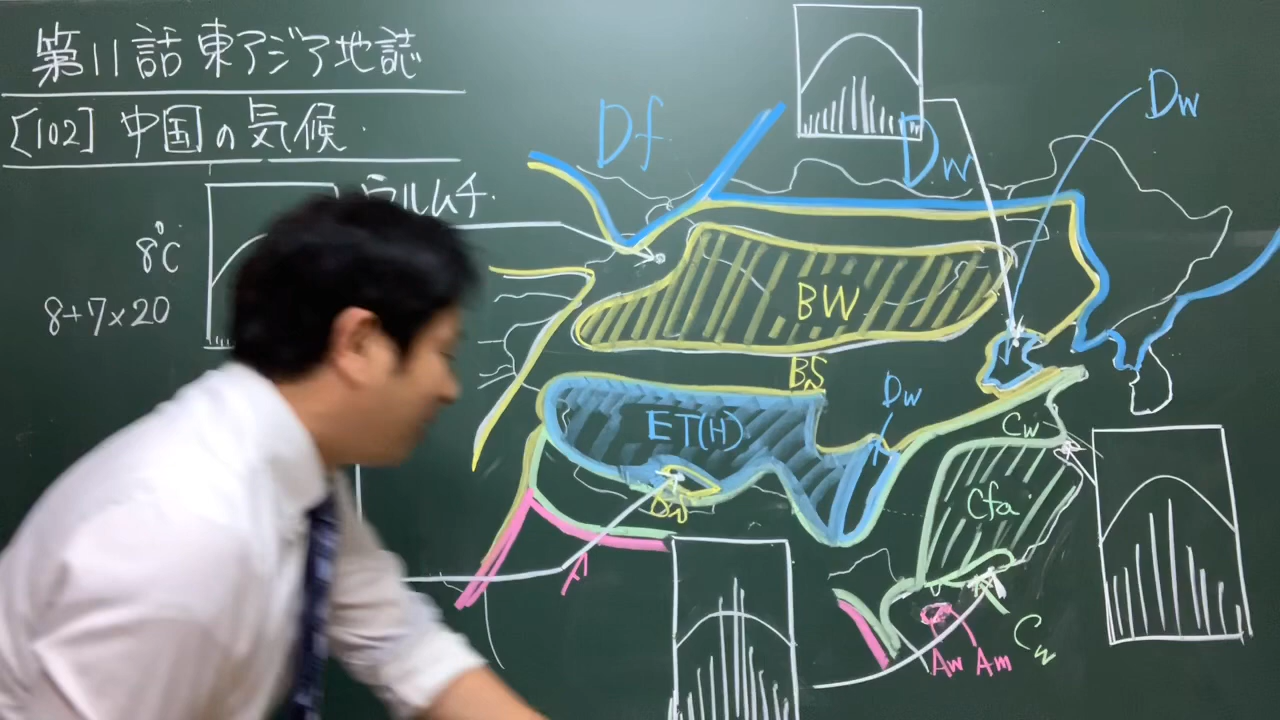 第11話 東アジア地誌
[102] 中国の気候
ウルムチ
8℃
8+7×20
Df
Dw
Dw
BW
BS
ET(H)
Dw
Cw
Cfa
Dw
A
Cw
Aw Am